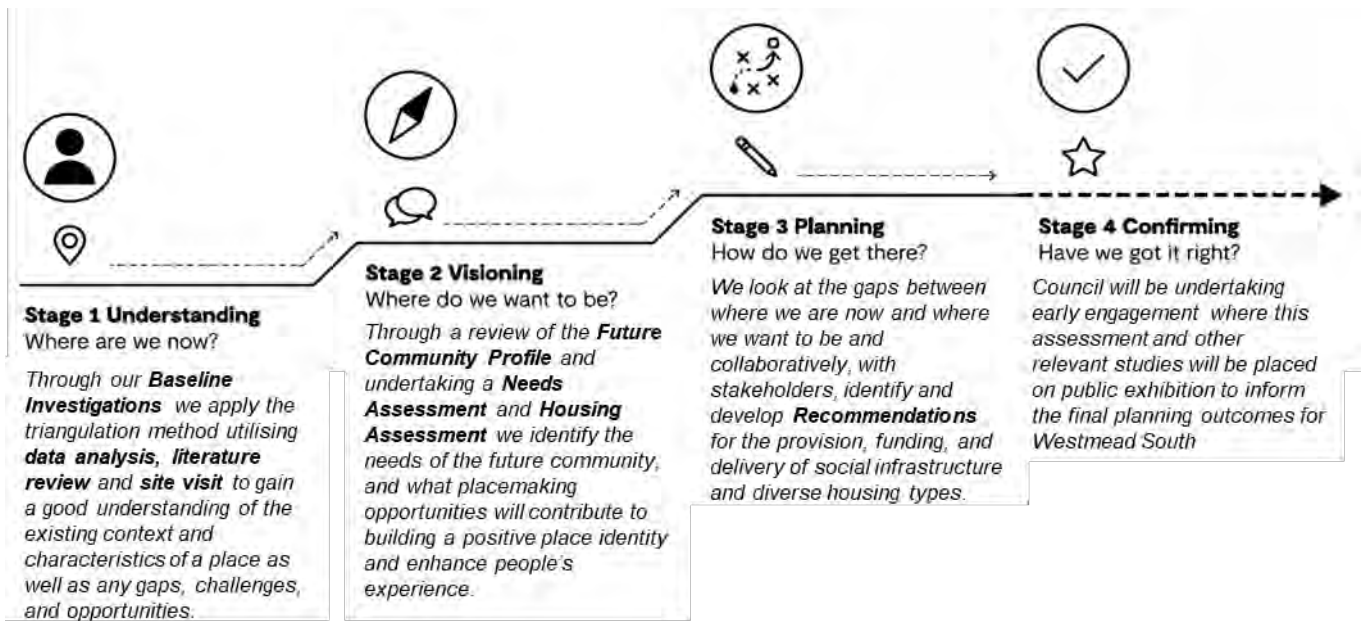 Stage 1 Understanding
Where are we now?
Through our Baseline
Investigations we apply the
triangulation method utilising
data analysis, literature
review and site visit to gain
a good understanding of the
existing context and
characteristics of a place as
well as any gaps, challenges,
and opportunities.
Stage 2 Visioning
Where do we want to be?
Through a review of the Future
Community Profile and
undertaking a Needs
Assessment and Housing
Assessment we identify the
needs of the future community,
and what placemaking
opportunities will contribute to
building a positive place identity
and enhance people's
experience.
Stage 3 Planning
How do we get there?
We look at the gaps between
where we are now and where
we want to be and
collaboratively, with
stakeholders, identify and
develop Recommendations
for the provision, funding, and
delivery of social infrastructure
and diverse housing types.
Stage 4 Confirming
Have we got it right?
Council will be undertaking
early engagement where this
assessment and other
relevant studies will be placed
on public exhibition to inform
the final planning outcomes for
Westmead South